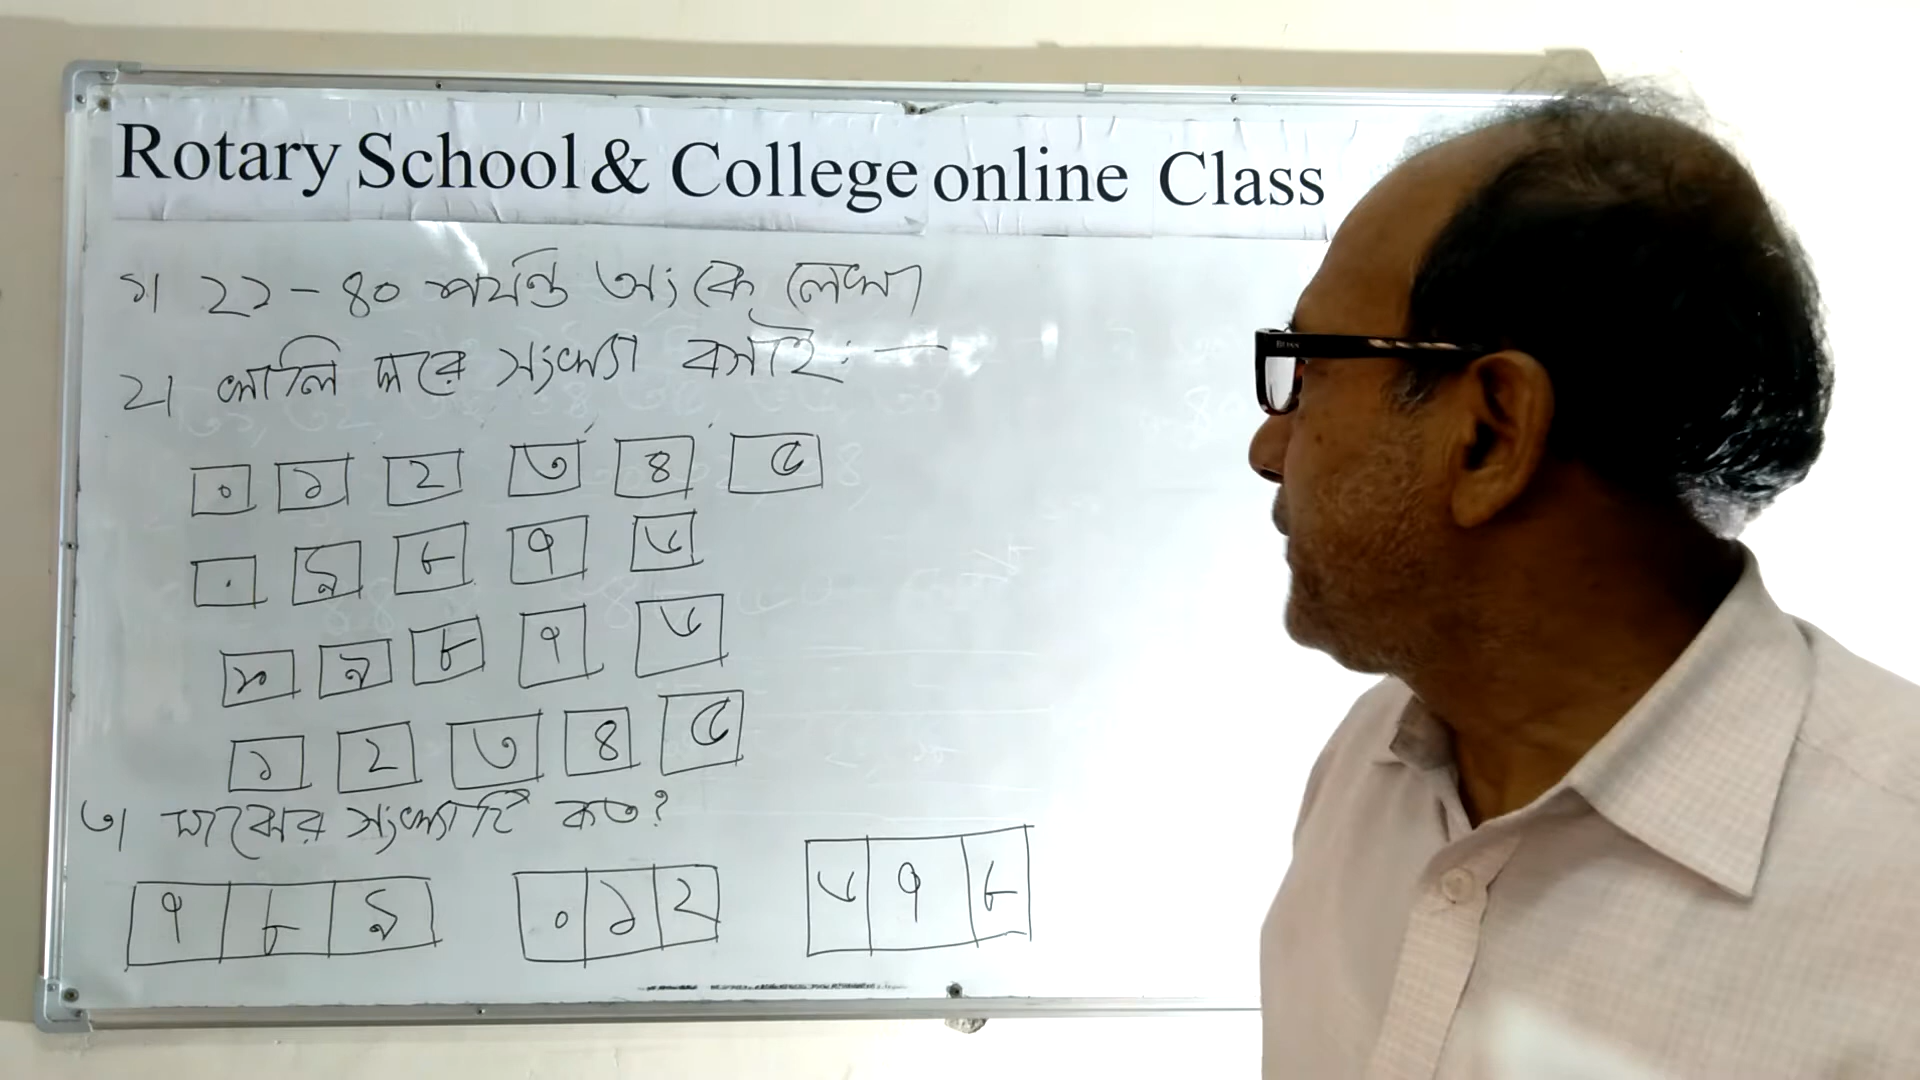 Rotary School & College online Class
১। ২১ - ৪০ পর্যন্ত অংকে লেখা
২। খালি ঘরে সংখ্যা বসাই: —
০ ১ ২ ৩ ৪ ৫
. ৯ ৮ ৭ ৬
১০ ৯ ৮ ৭ ৬
১ ২ ৩ ৪ ৫
৩। মাঝের সংখ্যাটি কত?
৭ ৮ ৯ ০ ১ ২ ৬ ৭ ৮